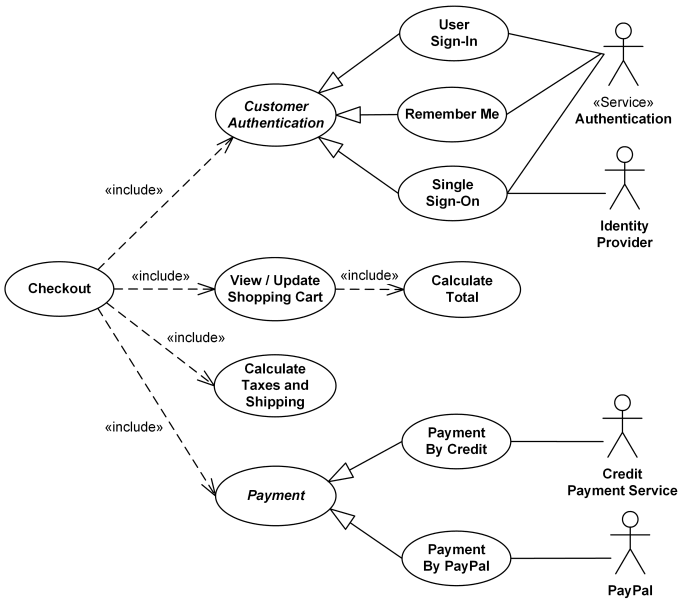 User
Sign-In
Customer
Authentication
Remember Me
«Service»
Authentication
«include»
Single
Sign-On
Identity
Provider
Checkout
«include»
View / Update
Shopping Cart
«include»
Calculate
Total
«include»
Calculate
Taxes and
Shipping
«include»
Payment
By Credit
Credit
Payment Service
Payment
Payment
By PayPal
PayPal